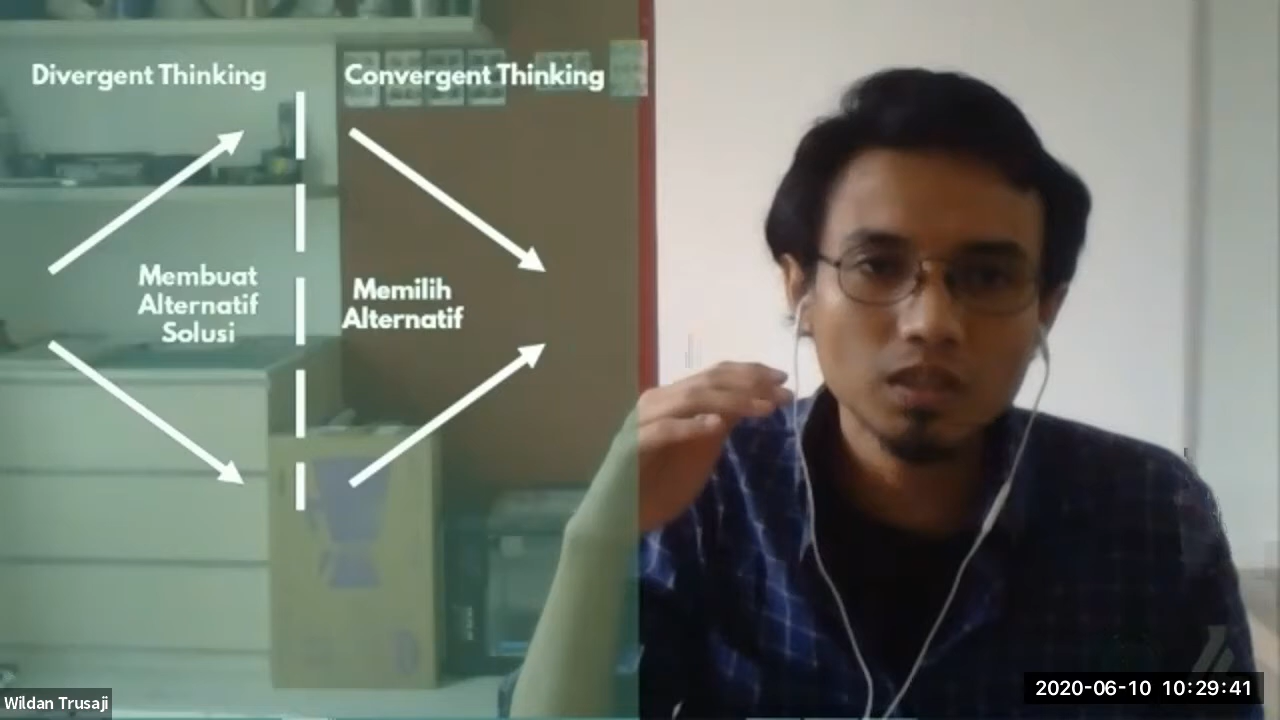 Divergent Thinking
Convergent Thinking
Membuat
Alternatif
Solusi
Memilih
Alternatif
Wildan Trusaji
2020-06-10 10:29:41